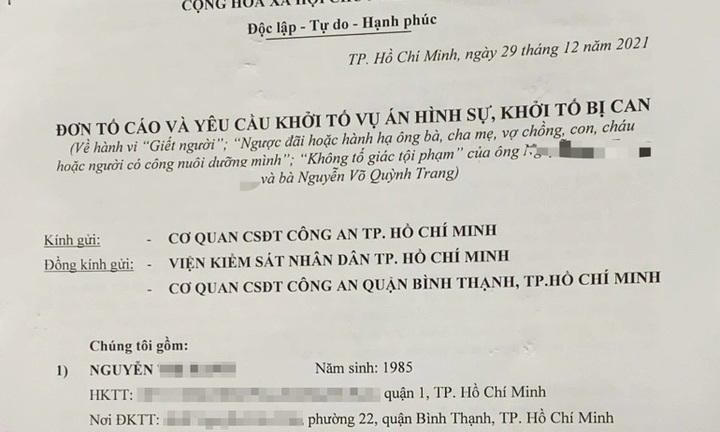 CỘNG HÒA XÃ HỘI
Độc lập - Tự do - Hạnh phúc
TP. Hồ Chí Minh, ngày 29 tháng 12 năm 2021
ĐƠN TỐ CÁO VÀ YÊU CẦU KHỞI TỐ VỤ ÁN HÌNH SỰ, KHỞI TỐ BỊ CAN
(Về hành vi “Giết người”; “Ngược đãi hoặc hành hạ ông bà, cha mẹ, vợ chồng, con, cháu
hoặc người có công nuôi dưỡng mình”; “Không tố giác tội phạm” của ông
và bà Nguyễn Võ Quỳnh Trang)
Kính gửi: - CƠ QUAN CSĐT CÔNG AN TP. HỒ CHÍ MINH
Đồng kính gửi: - VIỆN KIỂM SÁT NHÂN DÂN TP. HỒ CHÍ MINH
- CƠ QUAN CSĐT CÔNG AN QUẬN BÌNH THẠNH, TP.HỒ CHÍ MINH
Chúng tôi gồm:
1) NGUYỄN Năm sinh: 1985
HKTT: quận 1, TP. Hồ Chí Minh
Nơi ĐKTT: , phường 22, quận Bình Thạnh, TP. Hồ Chí Minh